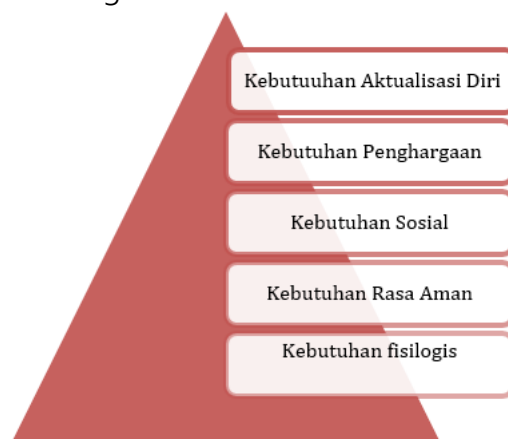 Kebutuuhan Aktualisasi Diri
Kebutuhan Penghargaan
Kebutuhan Sosial
Kebutuhan Rasa Aman
Kebutuhan fisilogis